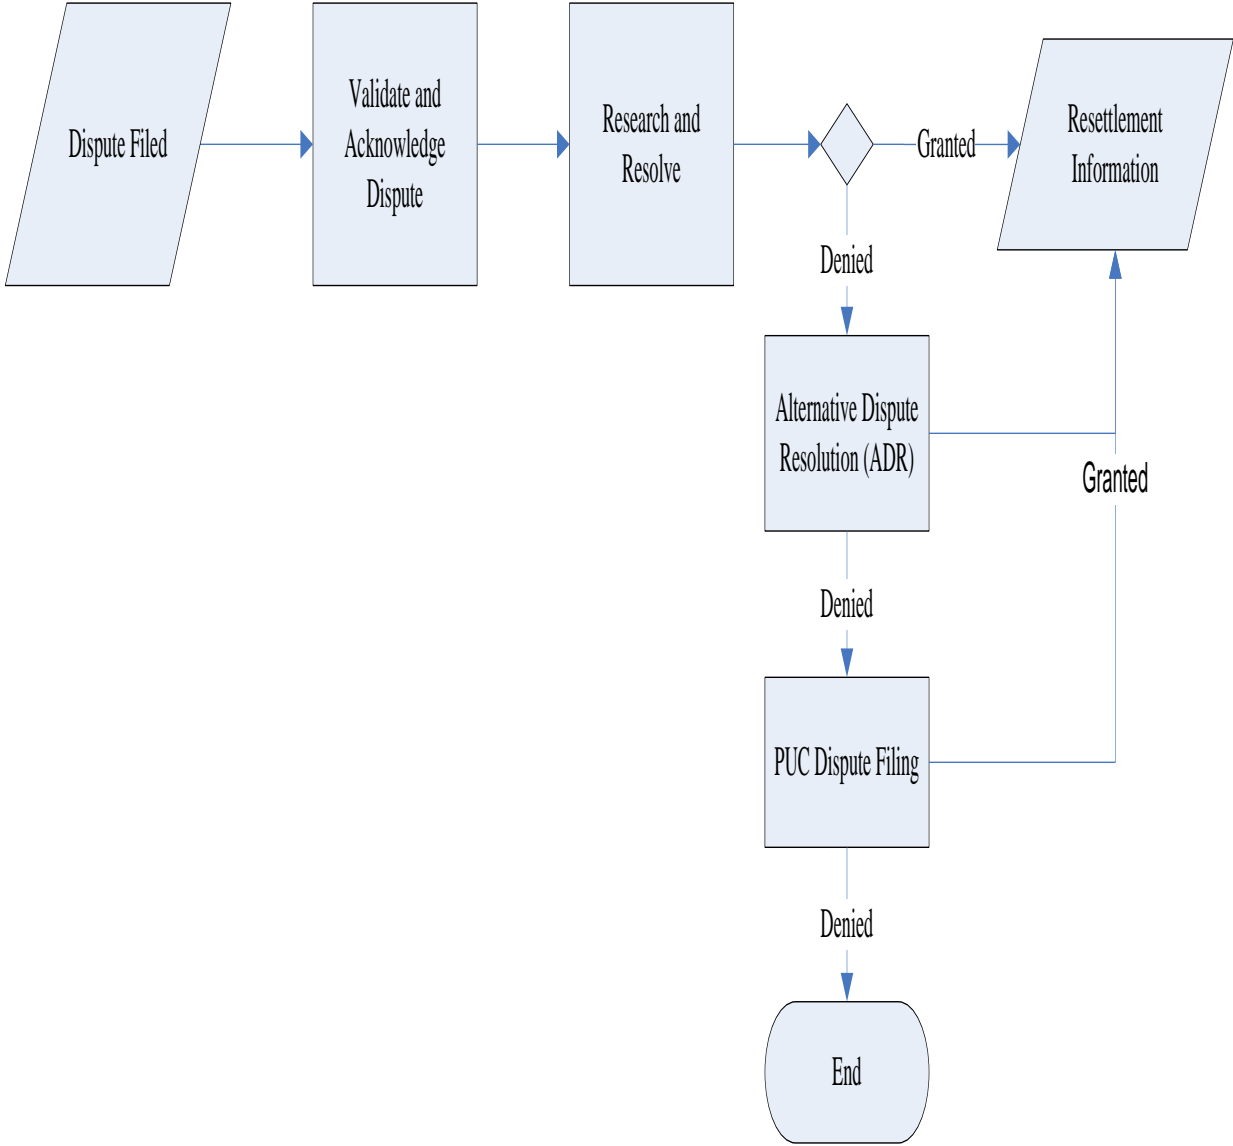 Dispute Filed
Validate and
Acknowledge
Dispute
Research and
Resolve
Granted
Resettlement
Information
Denied
Alternative Dispute
Resolution (ADR)
Granted
Denied
PUC Dispute Filing
Denied
End